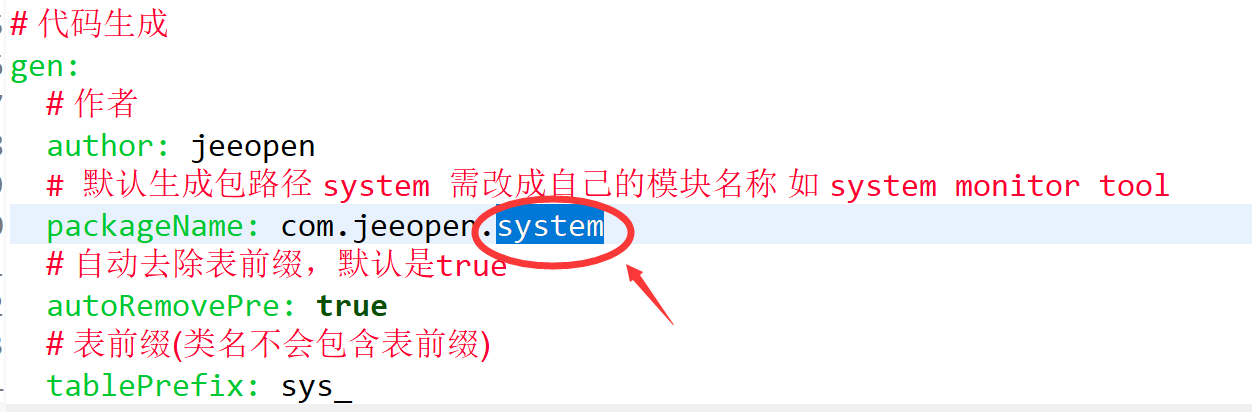 # 代码生成
gen:
# 作者
author: jeeopen
# 默认生成包路径 system 需改成自己的模块名称 如 system monitor tool
packageName: com.jeeopen.system
# 自动去除表前缀，默认是true
autoRemovePre: true
# 表前缀(类名不会包含表前缀)
tablePrefix: sys_